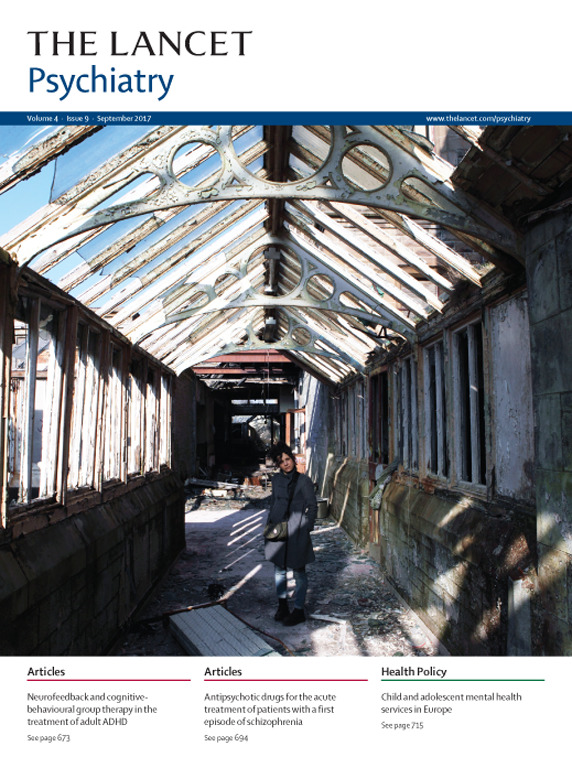 THE LANCET
Psychiatry
Volume 4 · Issue 9 · September 2017
www.thelancet.com/psychiatry
Articles
Neurofeedback and cognitive-
behavioural group therapy in the
treatment of adult ADHD
See page 673
Articles
Antipsychotic drugs for the acute
treatment of patients with a first
episode of schizophrenia
See page 694
Health Policy
Child and adolescent mental health
services in Europe
See page 715